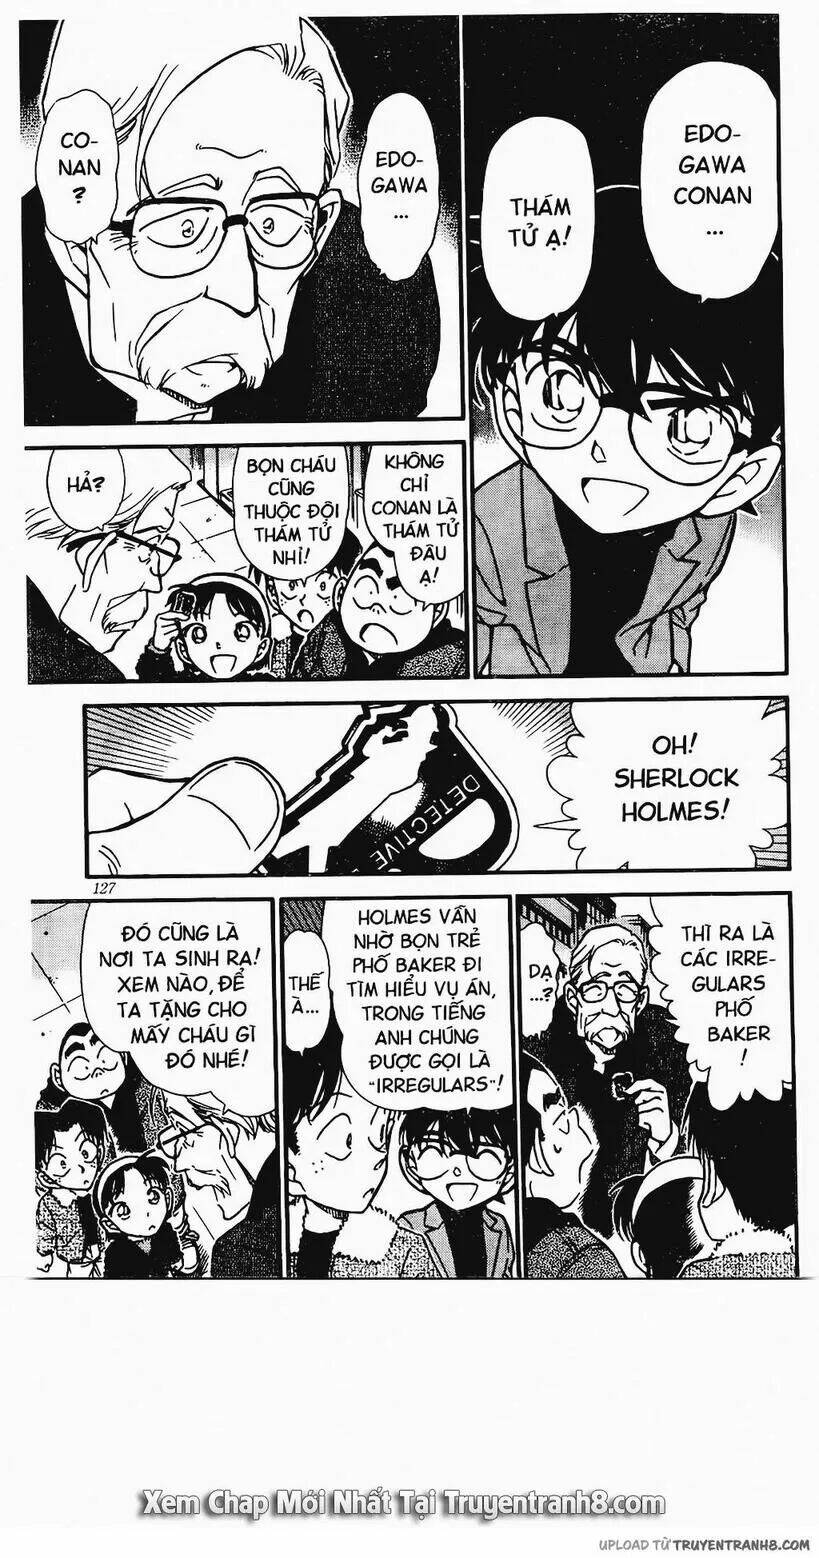 EDO-
GAWA
CONAN
...
THÁM
TỬ Ạ!
EDO-
GAWA
...
CO-
NAN
?
KHÔNG
CHỈ
CONAN LÀ
THÁM TỬ
ĐÂU
Ạ!
BỌN CHÁU
CŨNG
THUỘC ĐỘI
THÁM TỬ
NHÍ!
HẢ?
OH!
SHERLOCK
HOLMES!
DETECTIVE
127
THÌ RA LÀ
CÁC IRRE-
GULARS
PHỐ
BAKER
!
DẠ
...?
HOLMES VẪN
NHỜ BỌN TRẺ
PHỐ BAKER ĐI
TÌM HIỂU VỤ ÁN,
TRONG TIẾNG
ANH CHÚNG
ĐƯỢC GỌI LÀ
"IRREGULARS"!
THẾ
À...
ĐÓ CŨNG LÀ
NƠI TA SINH RA!
XEM NÀO, ĐỂ
TA TẶNG CHO
MẤY CHÁU GÌ
ĐÓ NHÉ!
Xem Chap Mới Nhất Tại Truyentranh8.com
UPLOAD TỪ TRUYENTRANH8.COM